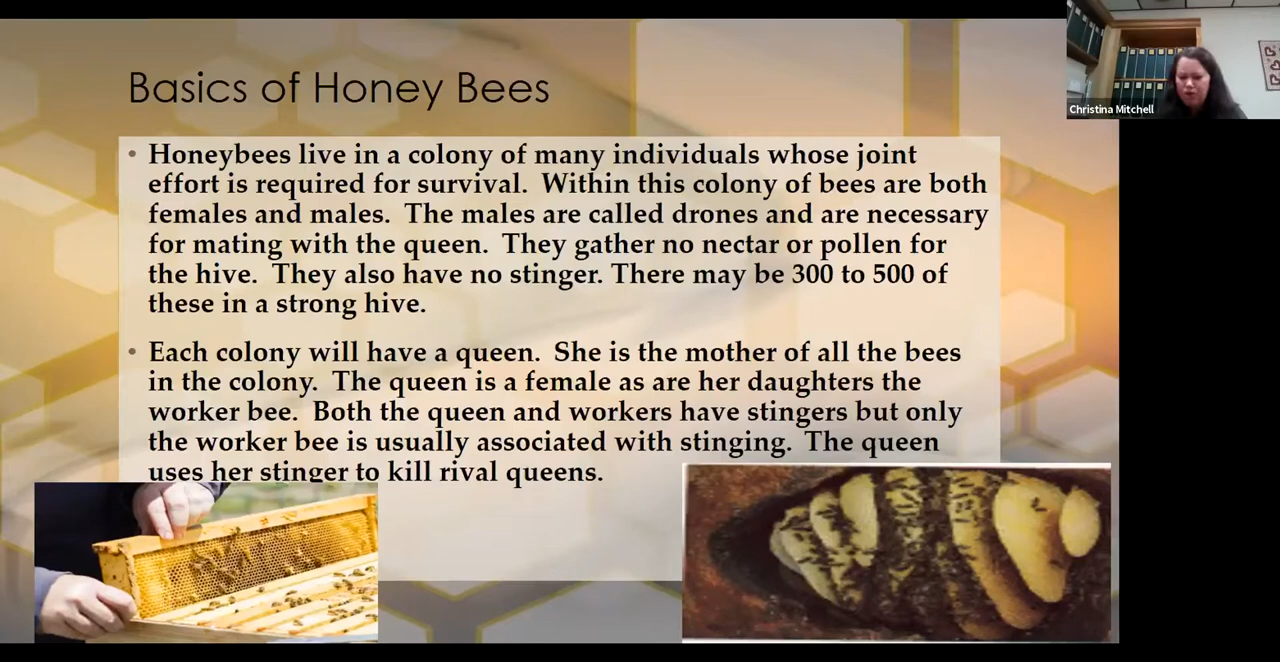 Basics of Honey Bees
Christina Mitchell
• Honeybees live in a colony of many individuals whose joint
effort is required for survival. Within this colony of bees are both
females and males. The males are called drones and are necessary
for mating with the queen. They gather no nectar or pollen for
the hive. They also have no stinger. There may be 300 to 500 of
these in a strong hive.
• Each colony will have a queen. She is the mother of all the bees
in the colony. The queen is a female as are her daughters the
worker bee. Both the queen and workers have stingers but only
the worker bee is usually associated with stinging. The queen
uses her stinger to kill rival queens.